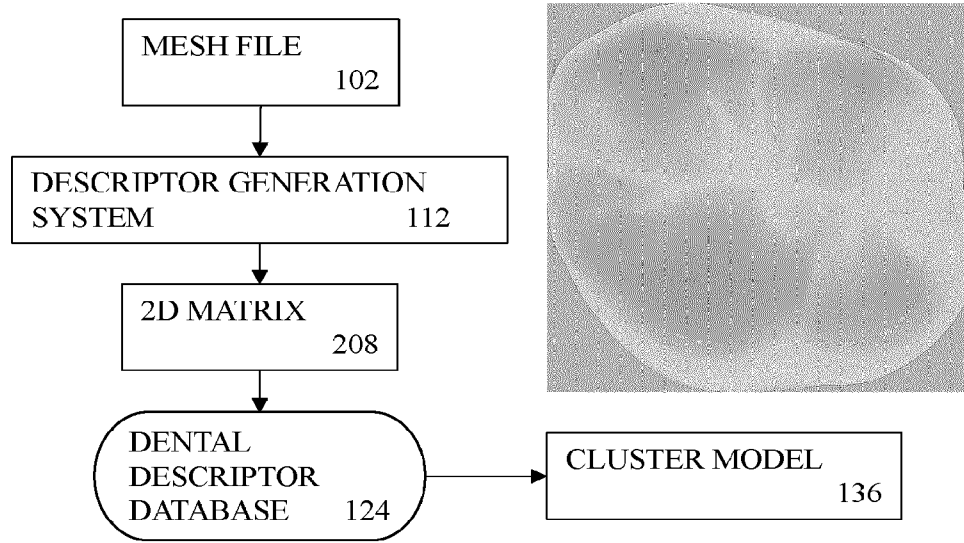 MESH FILE
102
DESCRIPTOR GENERATION
SYSTEM 112
2D MATRIX
208
DENTAL
DESCRIPTOR
DATABASE 124
CLUSTER MODEL
136